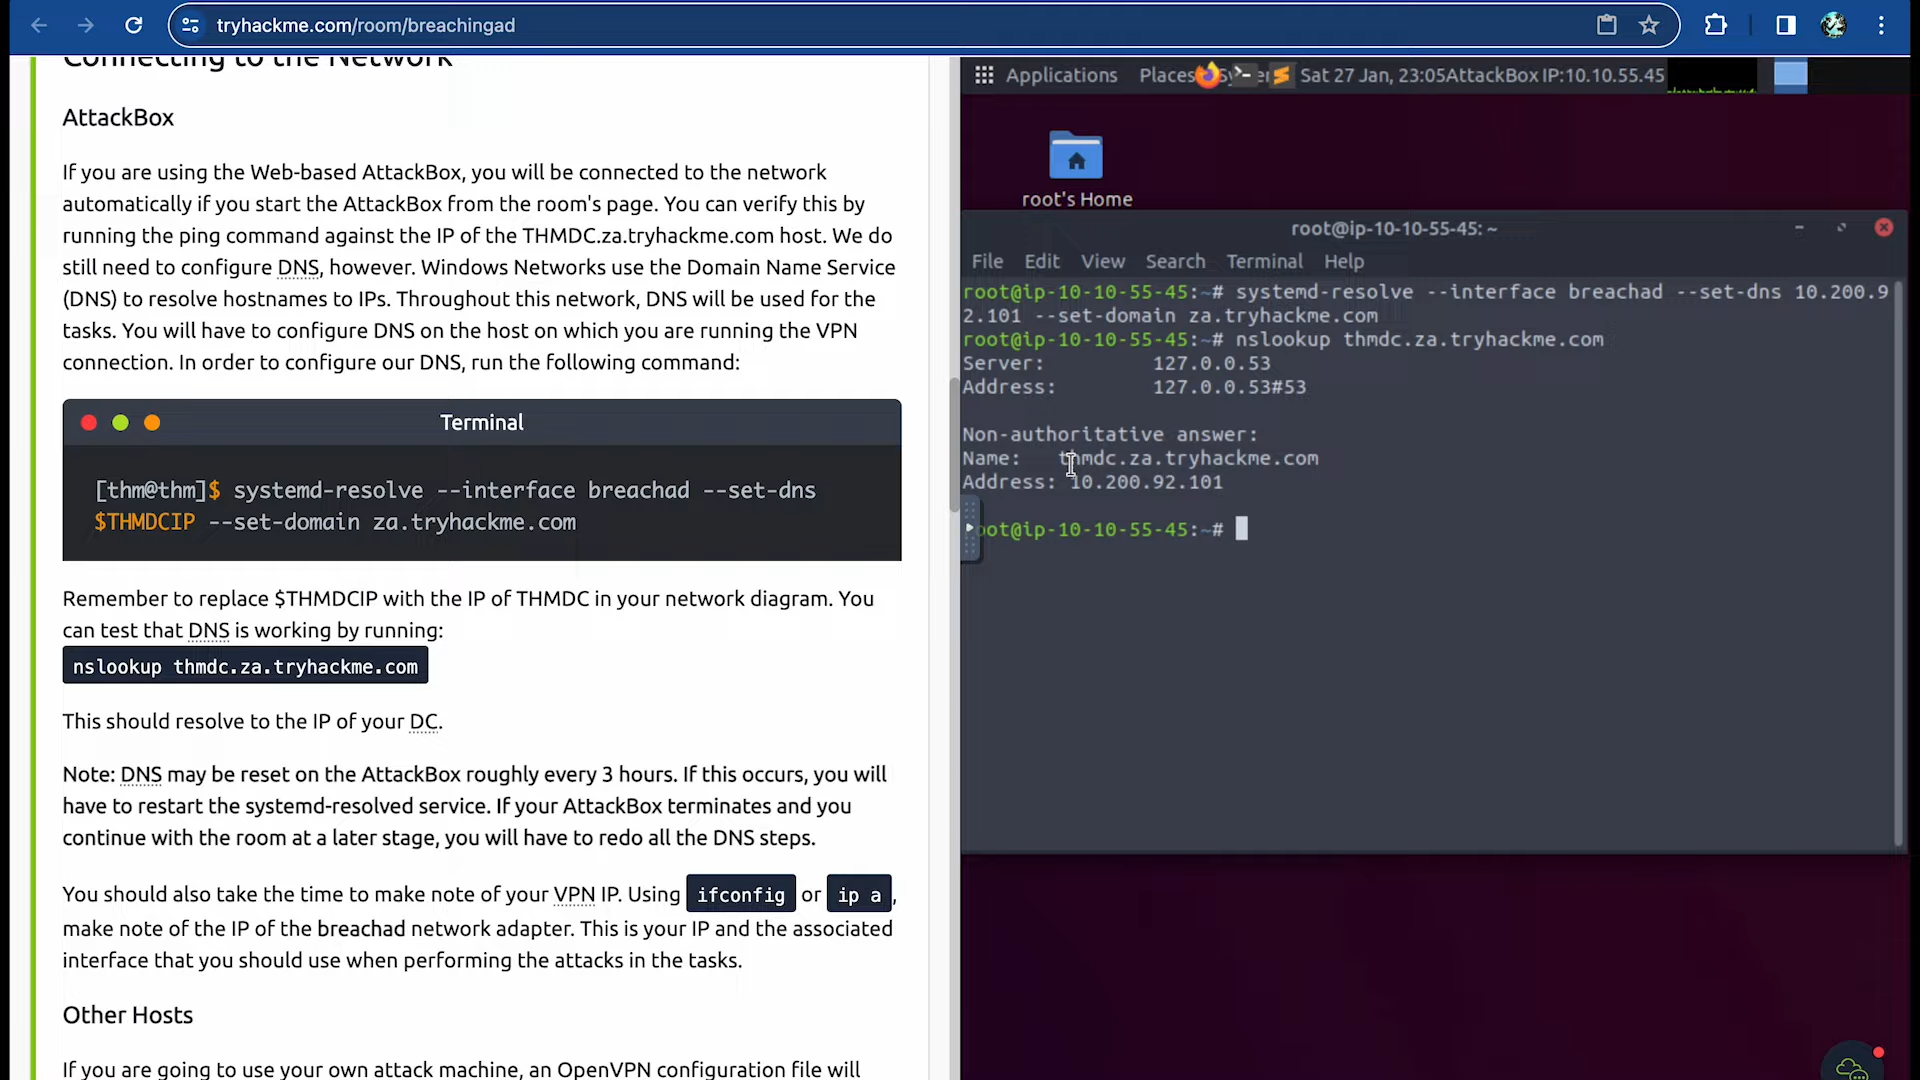 tryhackme.com/room/breachingad
Connecting to the Network
AttackBox
If you are using the Web-based AttackBox, you will be connected to the network
automatically if you start the AttackBox from the room's page. You can verify this by
running the ping command against the IP of the THMDC.za.tryhackme.com host. We do
still need to configure DNS, however. Windows Networks use the Domain Name Service
(DNS) to resolve hostnames to IPs. Throughout this network, DNS will be used for the
tasks. You will have to configure DNS on the host on which you are running the VPN
connection. In order to configure our DNS, run the following command:
Terminal
[thm@thm]$ systemd-resolve --interface breachad --set-dns
$THMDCIP --set-domain za.tryhackme.com
Remember to replace $THMDCIP with the IP of THMDC in your network diagram. You
can test that DNS is working by running:
nslookup thmdc.za.tryhackme.com
This should resolve to the IP of your DC.
Note: DNS may be reset on the AttackBox roughly every 3 hours. If this occurs, you will
have to restart the systemd-resolved service. If your AttackBox terminates and you
continue with the room at a later stage, you will have to redo all the DNS steps.
You should also take the time to make note of your VPN IP. Using ifconfig or ip a,
make note of the IP of the breachad network adapter. This is your IP and the associated
interface that you should use when performing the attacks in the tasks.
Other Hosts
If you are going to use your own attack machine, an OpenVPN configuration file will
Applications Places Sat 27 Jan, 23:05 AttackBox IP:10.10.55.45
root's Home
root@ip-10-10-55-45: ~
File Edit View Search Terminal Help
root@ip-10-10-55-45:~# systemd-resolve --interface breachad --set-dns 10.200.9
2.101 --set-domain za.tryhackme.com
root@ip-10-10-55-45:~# nslookup thmdc.za.tryhackme.com
Server: 127.0.0.53
Address: 127.0.0.53#53
Non-authoritative answer:
Name: thmdc.za.tryhackme.com
Address: 10.200.92.101
root@ip-10-10-55-45:~#